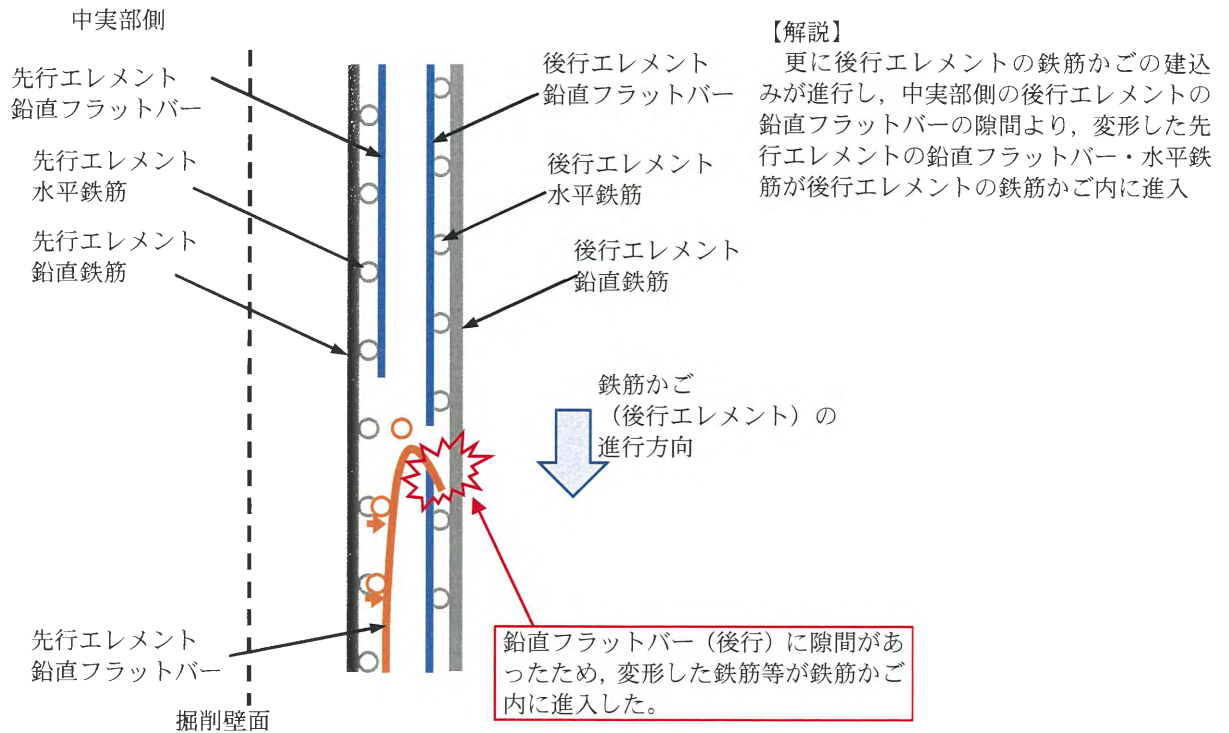 中実部側
先行エレメント
鉛直フラットバー
先行エレメント
水平鉄筋
先行エレメント
鉛直鉄筋
先行エレメント
鉛直フラットバー
掘削壁面
後行エレメント
鉛直フラットバー
後行エレメント
水平鉄筋
後行エレメント
鉛直鉄筋
鉄筋かご
（後行エレメント）の
進行方向
鉛直フラットバー（後行）に隙間があ
ったため，変形した鉄筋等が鉄筋かご
内に進入した。
【解説】
更に後行エレメントの鉄筋かごの建込
みが進行し，中実部側の後行エレメントの
鉛直フラットバーの隙間より，変形した先
行エレメントの鉛直フラットバー・水平鉄
筋が後行エレメントの鉄筋かご内に進入